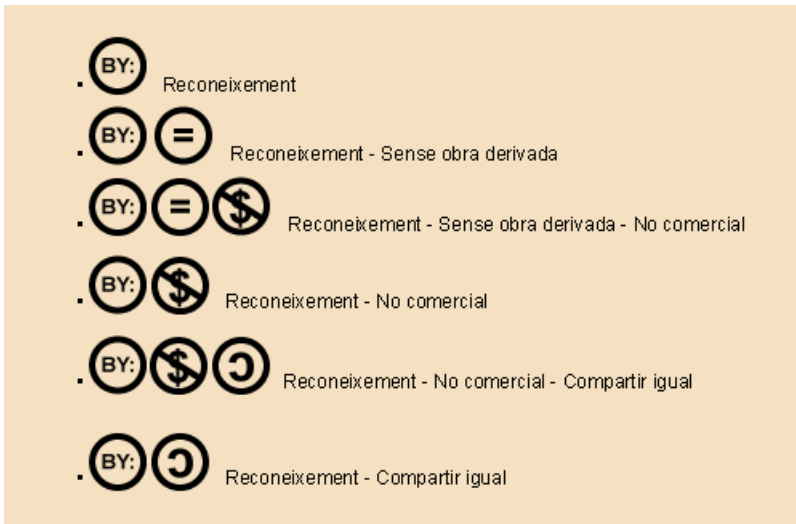 BY: Reconeixement
BY: = Reconeixement - Sense obra derivada
BY: = $ Reconeixement - Sense obra derivada - No comercial
BY: $ Reconeixement - No comercial
BY: $ Ɔ Reconeixement - No comercial - Compartir igual
BY: Ɔ Reconeixement - Compartir igual